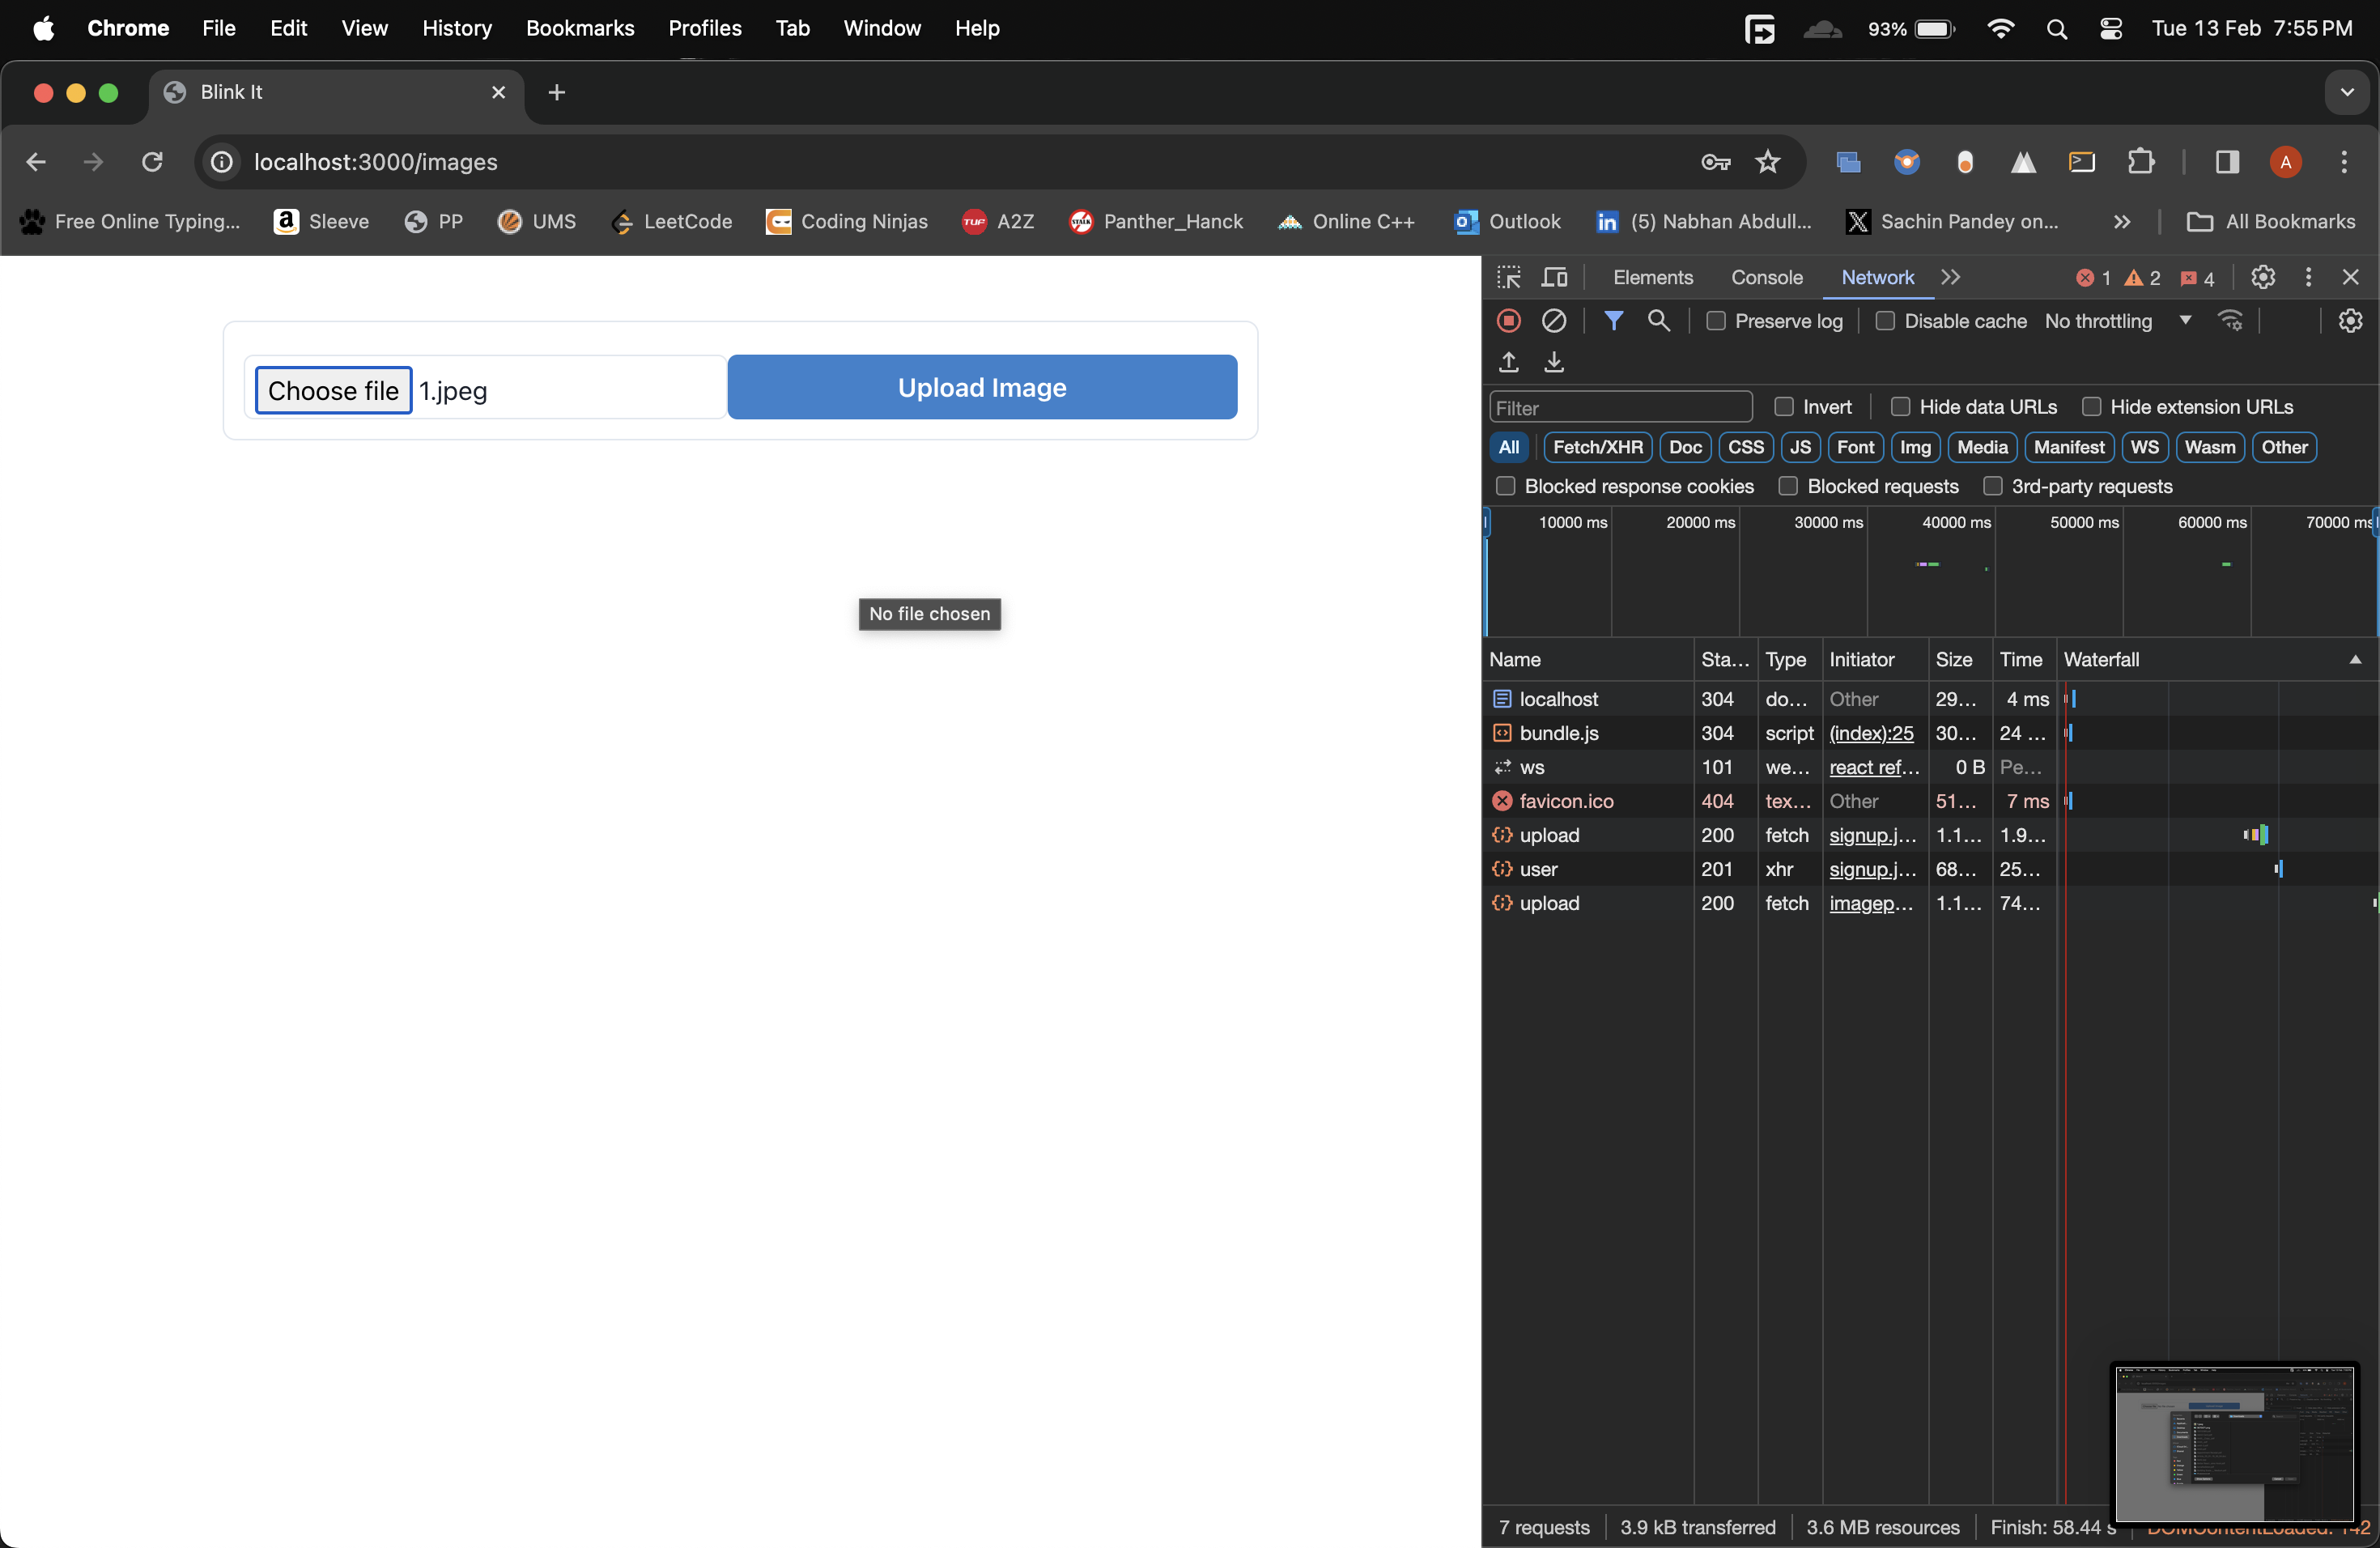 Chrome File Edit View History Bookmarks Profiles Tab Window Help 93% Tue 13 Feb 7:55 PM
Blink It
localhost:3000/images A
Free Online Typing... Sleeve PP UMS LeetCode Coding Ninjas TUF A2Z Panther_Hanck Online C++ Outlook (5) Nabhan Abdull... Sachin Pandey on... All Bookmarks
Choose file 1.jpeg Upload Image
No file chosen
Elements Console Network 1 2 4
Preserve log Disable cache No throttling
Filter Invert Hide data URLs Hide extension URLs
All Fetch/XHR Doc CSS JS Font Img Media Manifest WS Wasm Other
Blocked response cookies Blocked requests 3rd-party requests
10000 ms 20000 ms 30000 ms 40000 ms 50000 ms 60000 ms 70000 ms
Name Sta... Type Initiator Size Time Waterfall
localhost 304 do... Other 29... 4 ms
bundle.js 304 script (index):25 30... 24 ...
ws 101 we... react ref... 0 B Pe...
favicon.ico 404 tex... Other 51... 7 ms
upload 200 fetch signup.j... 1.1... 1.9...
user 201 xhr signup.j... 68... 25...
upload 200 fetch imagep... 1.1... 74...
7 requests 3.9 kB transferred 3.6 MB resources Finish: 58.44 s DOMContentLoaded: 142